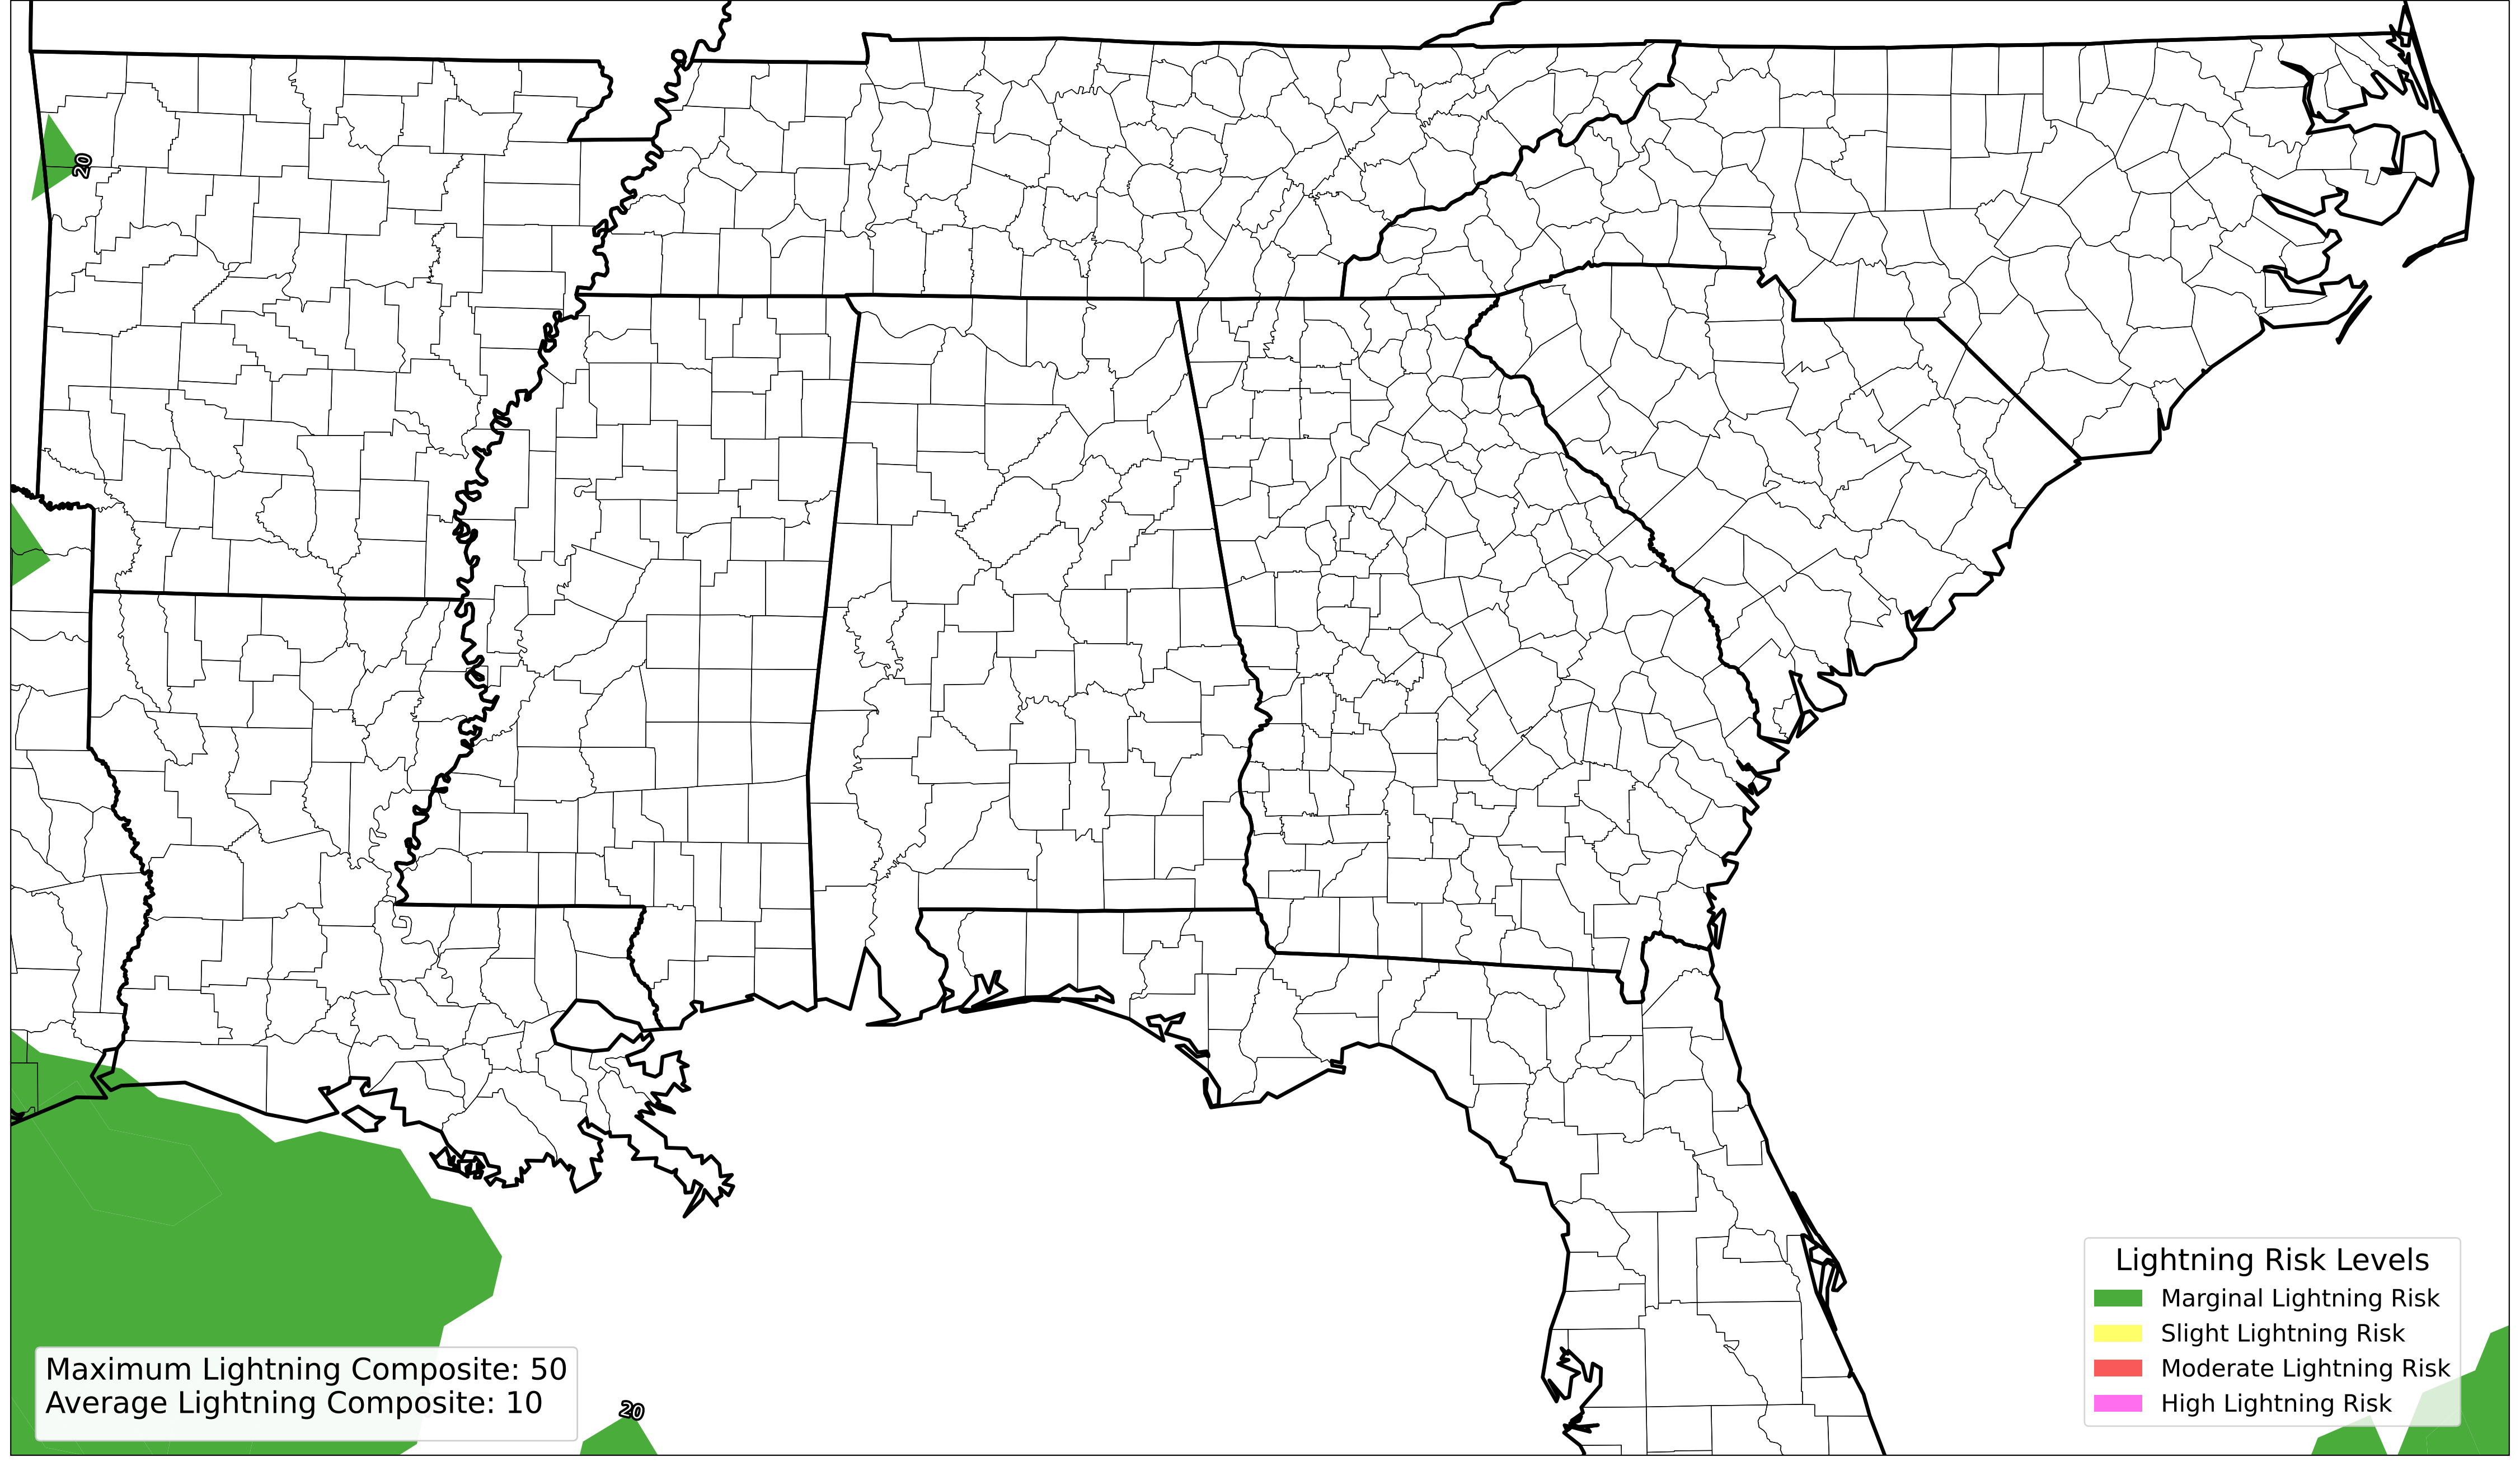 20
Maximum Lightning Composite: 50
Average Lightning Composite: 10
20
Lightning Risk Levels
Marginal Lightning Risk
Slight Lightning Risk
Moderate Lightning Risk
High Lightning Risk